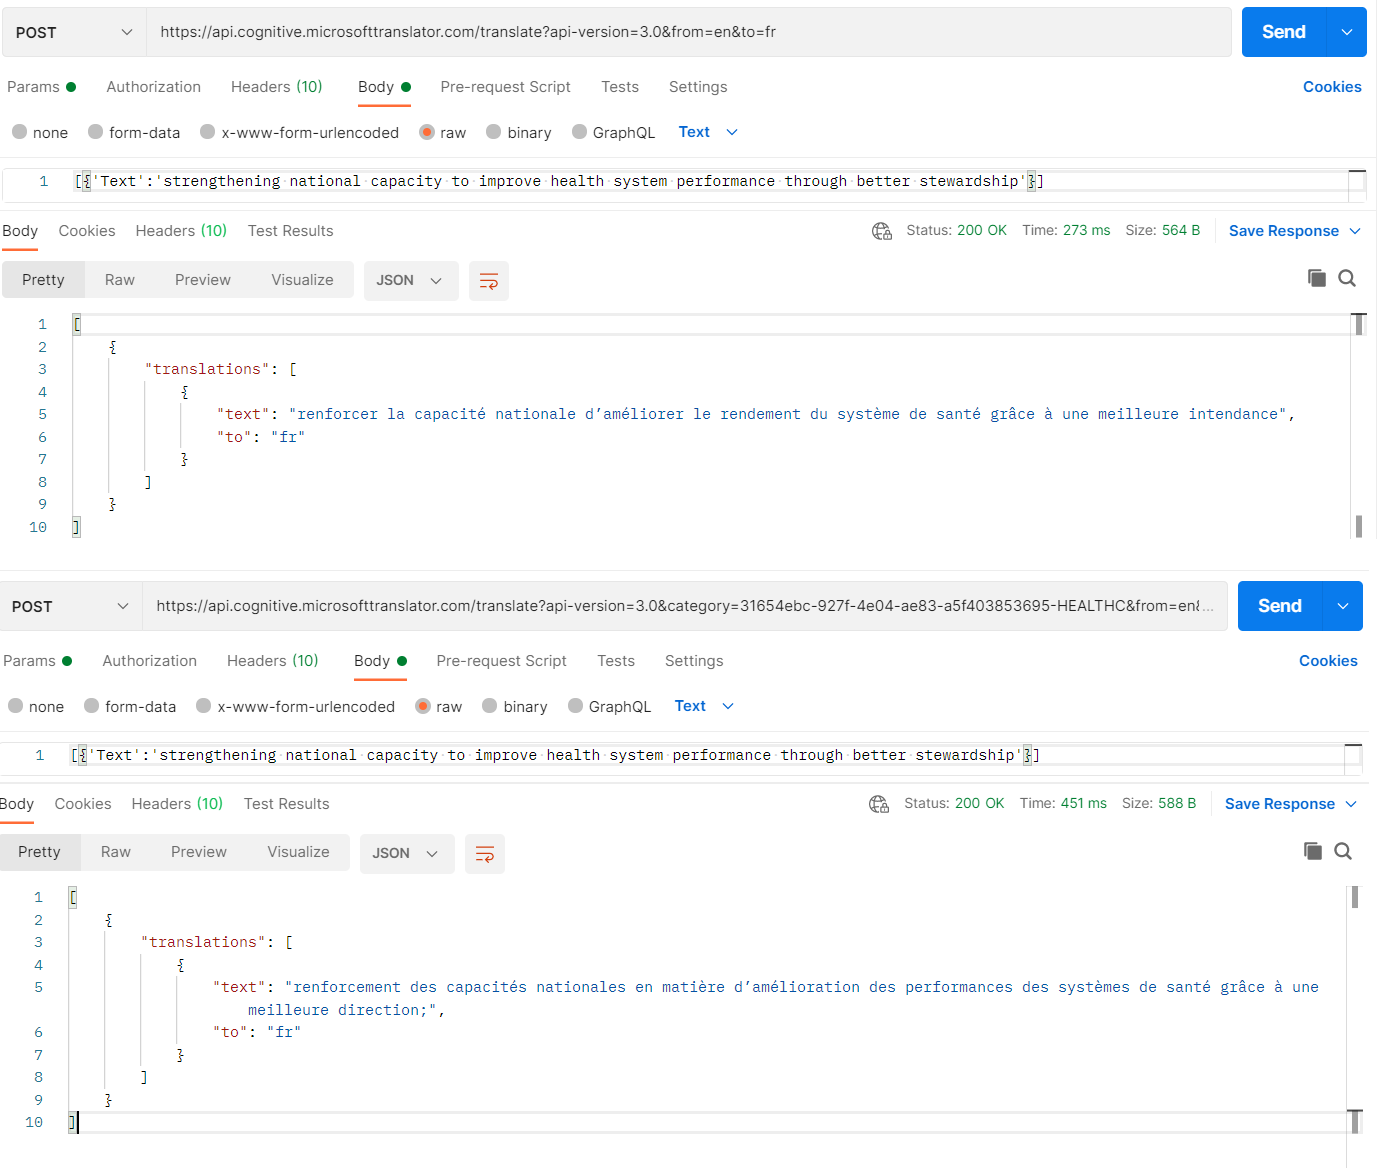 POST https://api.cognitive.microsofttranslator.com/translate?api-version=3.0&from=en&to=fr Send
Params Authorization Headers (10) Body Pre-request Script Tests Settings Cookies
none form-data x-www-form-urlencoded raw binary GraphQL Text
1 [{'Text':'strengthening national capacity to improve health system performance through better stewardship'}]
Body Cookies Headers (10) Test Results Status: 200 OK Time: 273 ms Size: 564 B Save Response
Pretty Raw Preview Visualize JSON
1 [
2 {
3 "translations": [
4 {
5 "text": "renforcer la capacité nationale d’améliorer le rendement du système de santé grâce à une meilleure intendance",
6 "to": "fr"
7 }
8 ]
9 }
10 ]
POST https://api.cognitive.microsofttranslator.com/translate?api-version=3.0&category=31654ebc-927f-4e04-ae83-a5f403853695-HEALTHC&from=en&... Send
Params Authorization Headers (10) Body Pre-request Script Tests Settings Cookies
none form-data x-www-form-urlencoded raw binary GraphQL Text
1 [{'Text':'strengthening national capacity to improve health system performance through better stewardship'}]
Body Cookies Headers (10) Test Results Status: 200 OK Time: 451 ms Size: 588 B Save Response
Pretty Raw Preview Visualize JSON
1 [
2 {
3 "translations": [
4 {
5 "text": "renforcement des capacités nationales en matière d’amélioration des performances des systèmes de santé grâce à une
meilleure direction;",
6 "to": "fr"
7 }
8 ]
9 }
10 ]